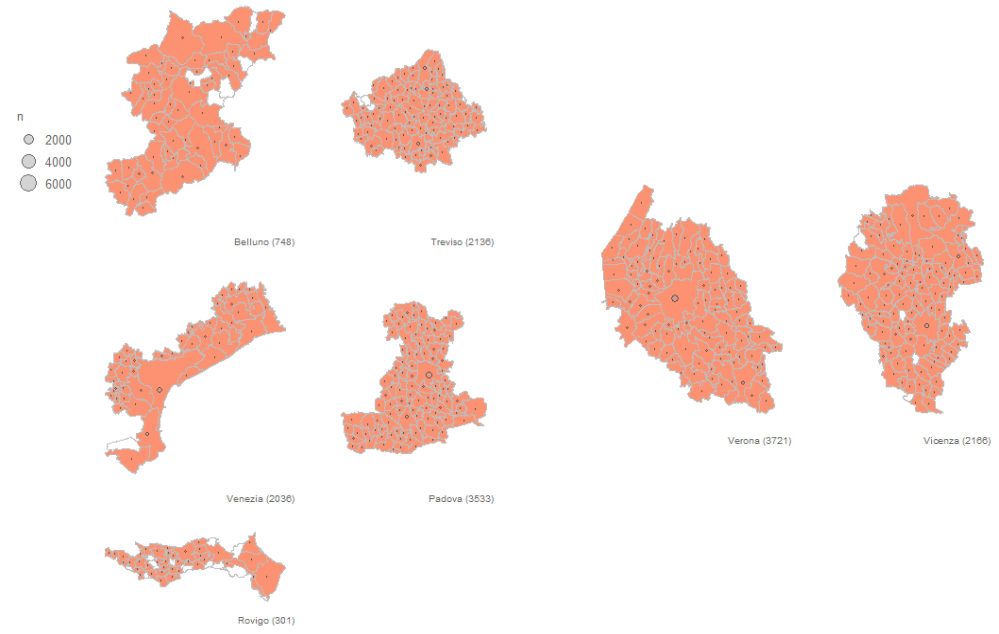 n
2000
4000
6000
Belluno (748)
Treviso (2136)
Verona (3721)
Vicenza (2166)
Venezia (2036)
Padova (3533)
Rovigo (301)